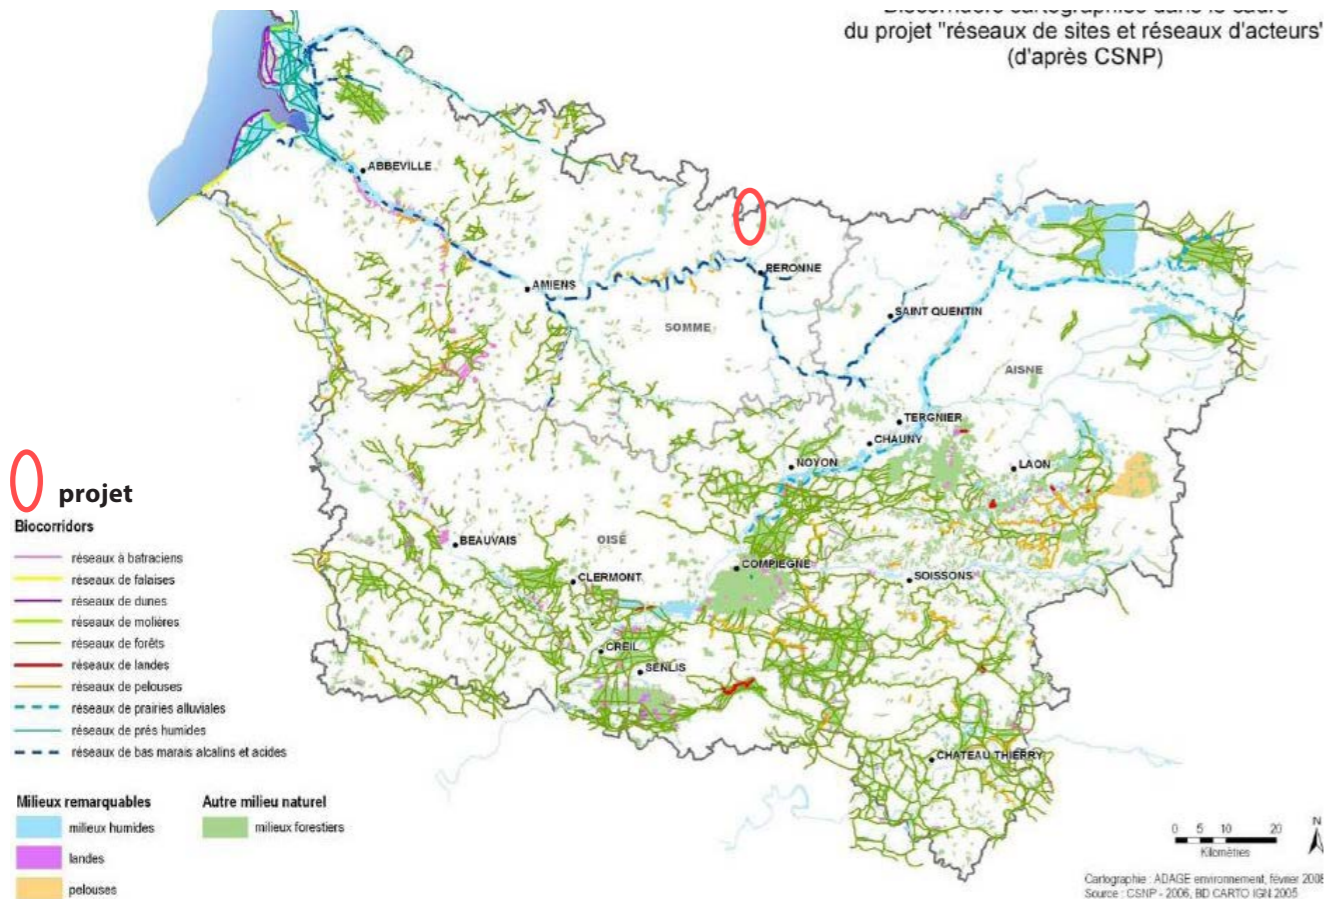 du projet "réseaux de sites et réseaux d'acteurs"
(d'après CSNP)
ABBEVILLE
AMIENS
PERONNE
SOMME
SAINT QUENTIN
AISNE
TERGNIER
CHAUNY
NOYON
LAON
BEAUVAIS
OISE
CLERMONT
COMPIEGNE
SOISSONS
CREIL
SENLIS
CHATEAU THIERRY
projet
Biocorridors
réseaux à batraciens
réseaux de falaises
réseaux de dunes
réseaux de molières
réseaux de forêts
réseaux de landes
réseaux de pelouses
réseaux de prairies alluviales
réseaux de près humides
réseaux de bas marais alcalins et acides
Milieux remarquables
milieux humides
landes
pelouses
Autre milieu naturel
milieux forestiers
0 5 10 20
Kilomètres
N
Cartographie : ADAGE environnement, février 2008
Source : CSNP - 2006, BD CARTO IGN 2005